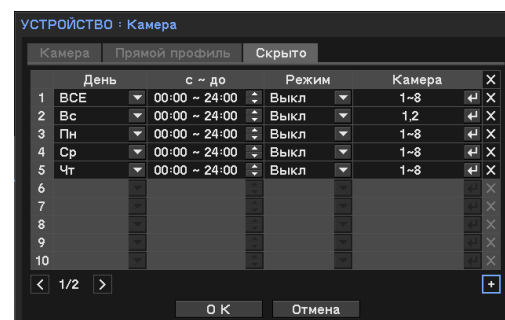 УСТРОЙСТВО : Камера
Камера Прямой профиль Скрыто
День с ~ до Режим Камера X
1 ВСЕ 00:00 ~ 24:00 Выкл 1~8 X
2 Вс 00:00 ~ 24:00 Выкл 1,2 X
3 Пн 00:00 ~ 24:00 Выкл 1~8 X
4 Ср 00:00 ~ 24:00 Выкл 1~8 X
5 Чт 00:00 ~ 24:00 Выкл 1~8 X
6 X
7 X
8 X
9 X
10 X
< 1/2 > +
ОК Отмена